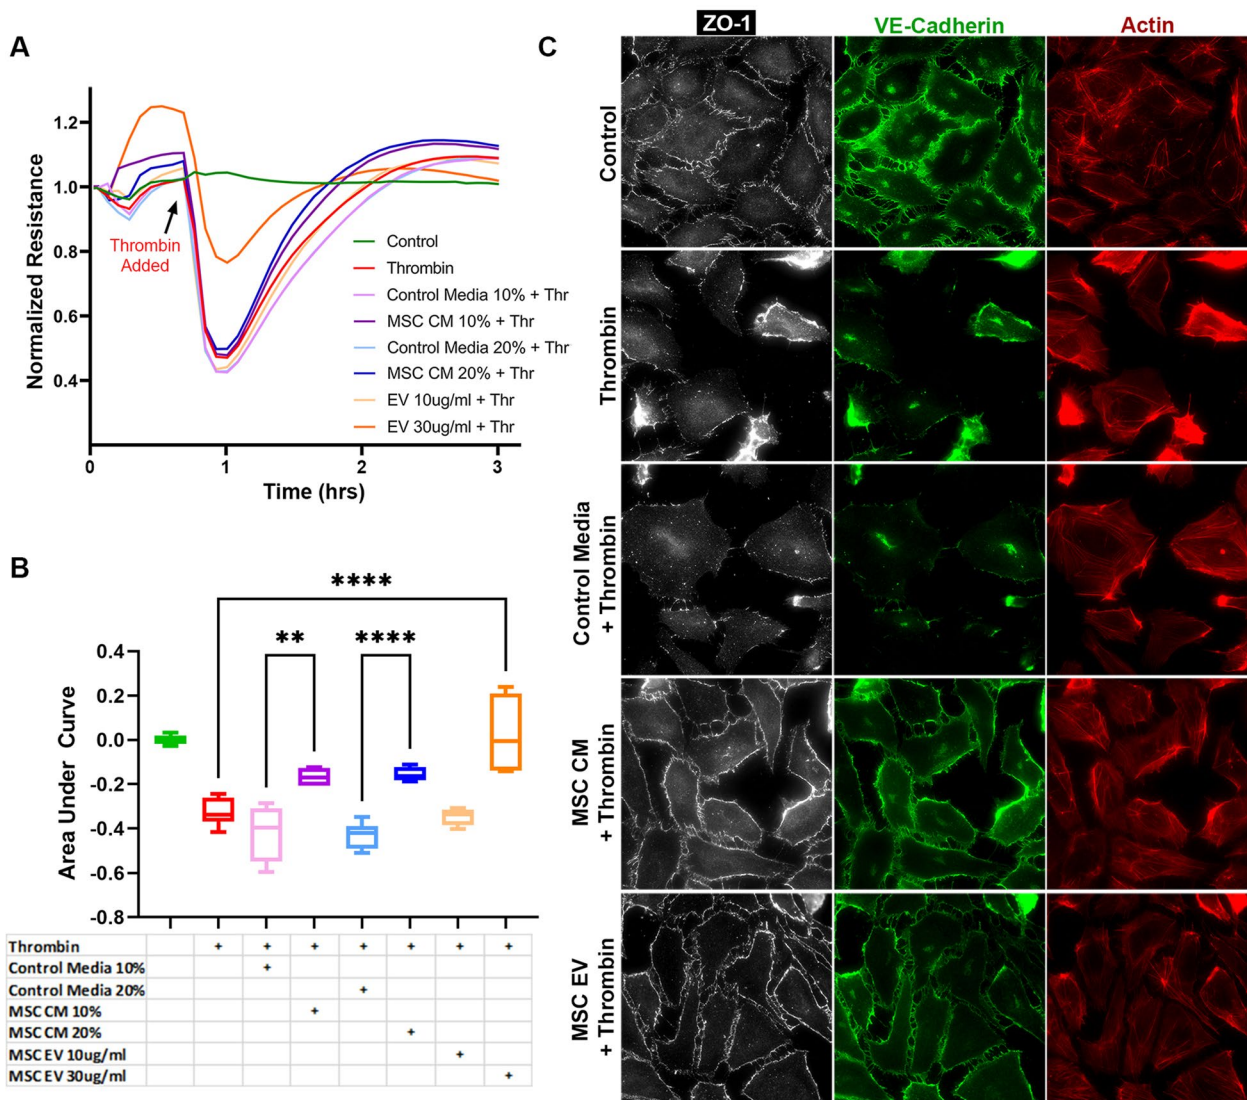 A
1.2
1.0
0.8
0.6
0.4
Normalized Resistance
Thrombin
Added
Control
Thrombin
Control Media 10% + Thr
MSC CM 10% + Thr
Control Media 20% + Thr
MSC CM 20% + Thr
EV 10ug/ml + Thr
EV 30ug/ml + Thr
0 1 2 3
Time (hrs)
B
**** 
** ****
0.4
0.2
0.0
-0.2
-0.4
-0.6
-0.8
Area Under Curve
Thrombin + + + + + + +
Control Media 10% +
Control Media 20% +
MSC CM 10% +
MSC CM 20% +
MSC EV 10ug/ml +
MSC EV 30ug/ml +
C
ZO-1 VE-Cadherin Actin
Control
Thrombin
Control Media
+ Thrombin
MSC CM
+ Thrombin
MSC EV
+ Thrombin